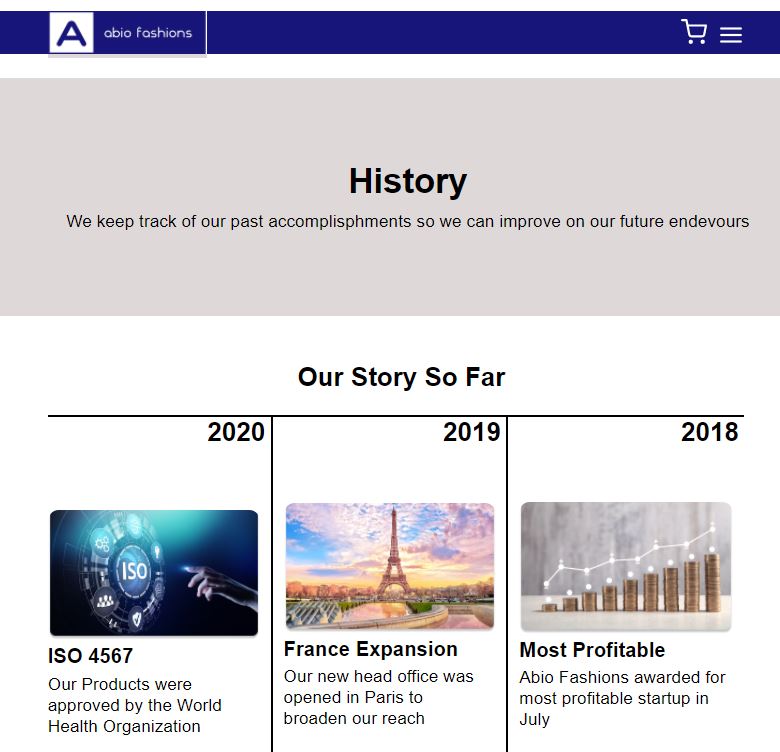 A abio fashions
History
We keep track of our past accomplisphments so we can improve on our future endevours
Our Story So Far
2020
ISO
ISO 4567
Our Products were
approved by the World
Health Organization
2019
France Expansion
Our new head office was
opened in Paris to
broaden our reach
2018
Most Profitable
Abio Fashions awarded for
most profitable startup in
July